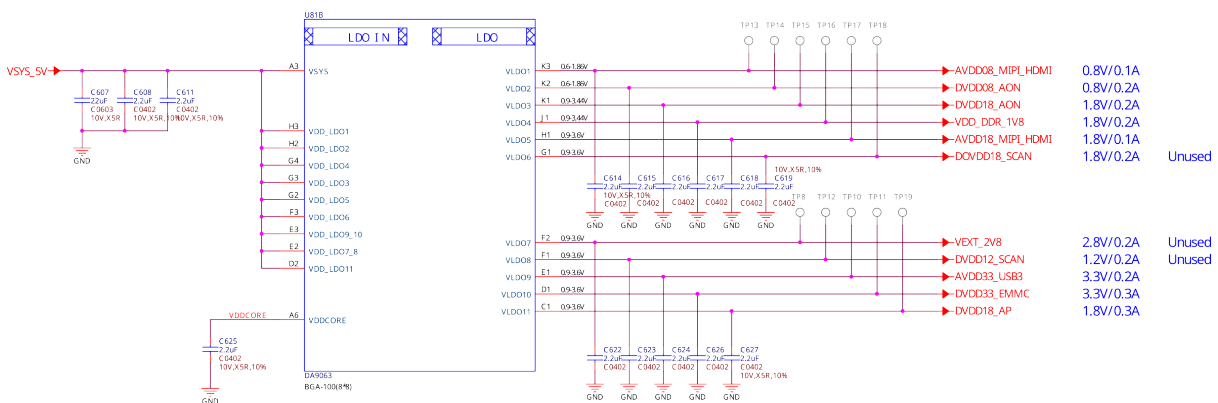 U81B
LDO IN
LDO
TP13
TP14
TP15
TP16
TP17
TP18
VSYS_5V
A3
VSYS
VLDO1
K3
0.6-1.86V
AVDD08_MIPI_HDMI
0.8V/0.1A
VLDO2
K2
0.6-1.86V
DVDD08_AON
0.8V/0.2A
VLDO3
K1
0.9-3.44V
DVDD18_AON
1.8V/0.2A
VLDO4
J1
0.9-3.44V
VDD_DDR_1V8
1.8V/0.2A
VLDO5
H1
0.9-3.6V
AVDD18_MIPI_HDMI
1.8V/0.1A
VLDO6
G1
0.9-3.6V
DOVDD18_SCAN
1.8V/0.2A
Unused
C607
22uF
C0603
10V,X5R
C608
2.2uF
C0402
10V,X5R,10%
C611
2.2uF
C0402
10V,X5R,10%
GND
H3
VDD_LDO1
H2
VDD_LDO2
G4
VDD_LDO4
G3
VDD_LDO3
G2
VDD_LDO5
F3
VDD_LDO6
E3
VDD_LDO9_10
E2
VDD_LDO7_8
D2
VDD_LDO11
C614
2.2uF
10V,X5R,10%
C0402
C615
2.2uF
C0402
C616
2.2uF
C0402
C617
2.2uF
C0402
C618
2.2uF
C0402
10V,X5R,10%
C619
2.2uF
C0402
GND
GND
GND
GND
GND
GND
TP8
TP12
TP10
TP11
TP19
VLDO7
F2
0.9-3.6V
VEXT_2V8
2.8V/0.2A
Unused
VLDO8
F1
0.9-3.6V
DVDD12_SCAN
1.2V/0.2A
Unused
VLDO9
E1
0.9-3.6V
AVDD33_USB3
3.3V/0.2A
VLDO10
D1
0.9-3.6V
DVDD33_EMMC
3.3V/0.3A
VLDO11
C1
0.9-3.6V
DVDD18_AP
1.8V/0.3A
VDDCORE
A6
VDDCORE
C625
2.2uF
C0402
10V,X5R,10%
GND
C622
2.2uF
C0402
C623
2.2uF
C0402
C624
2.2uF
C0402
C626
2.2uF
C0402
C627
2.2uF
C0402
10V,X5R,10%
GND
GND
GND
GND
GND
DA9063
BGA-100(8*8)